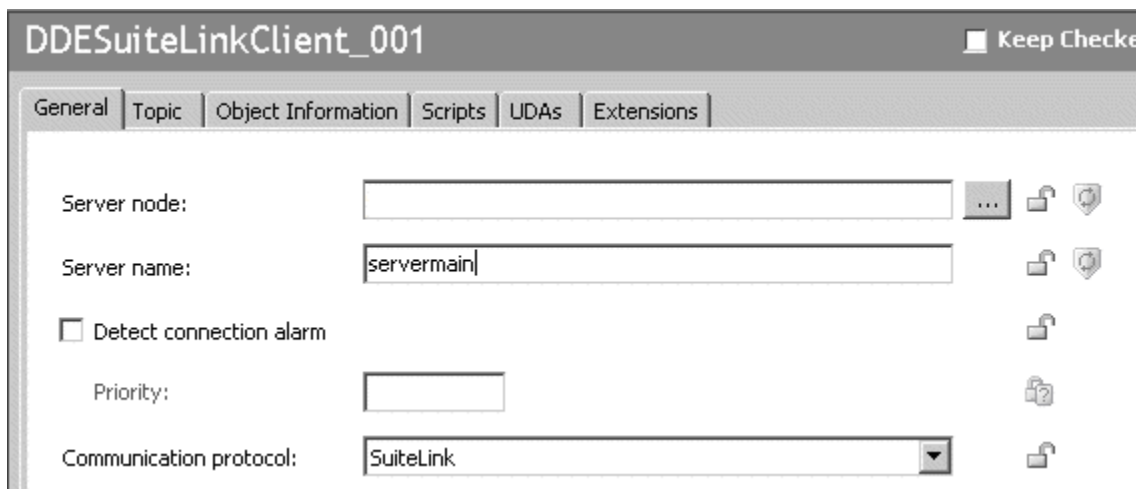 DDESuiteLinkClient_001
Keep Checke
General Topic Object Information Scripts UDAs Extensions
Server node: ...
Server name: servermain
Detect connection alarm
Priority:
Communication protocol: SuiteLink